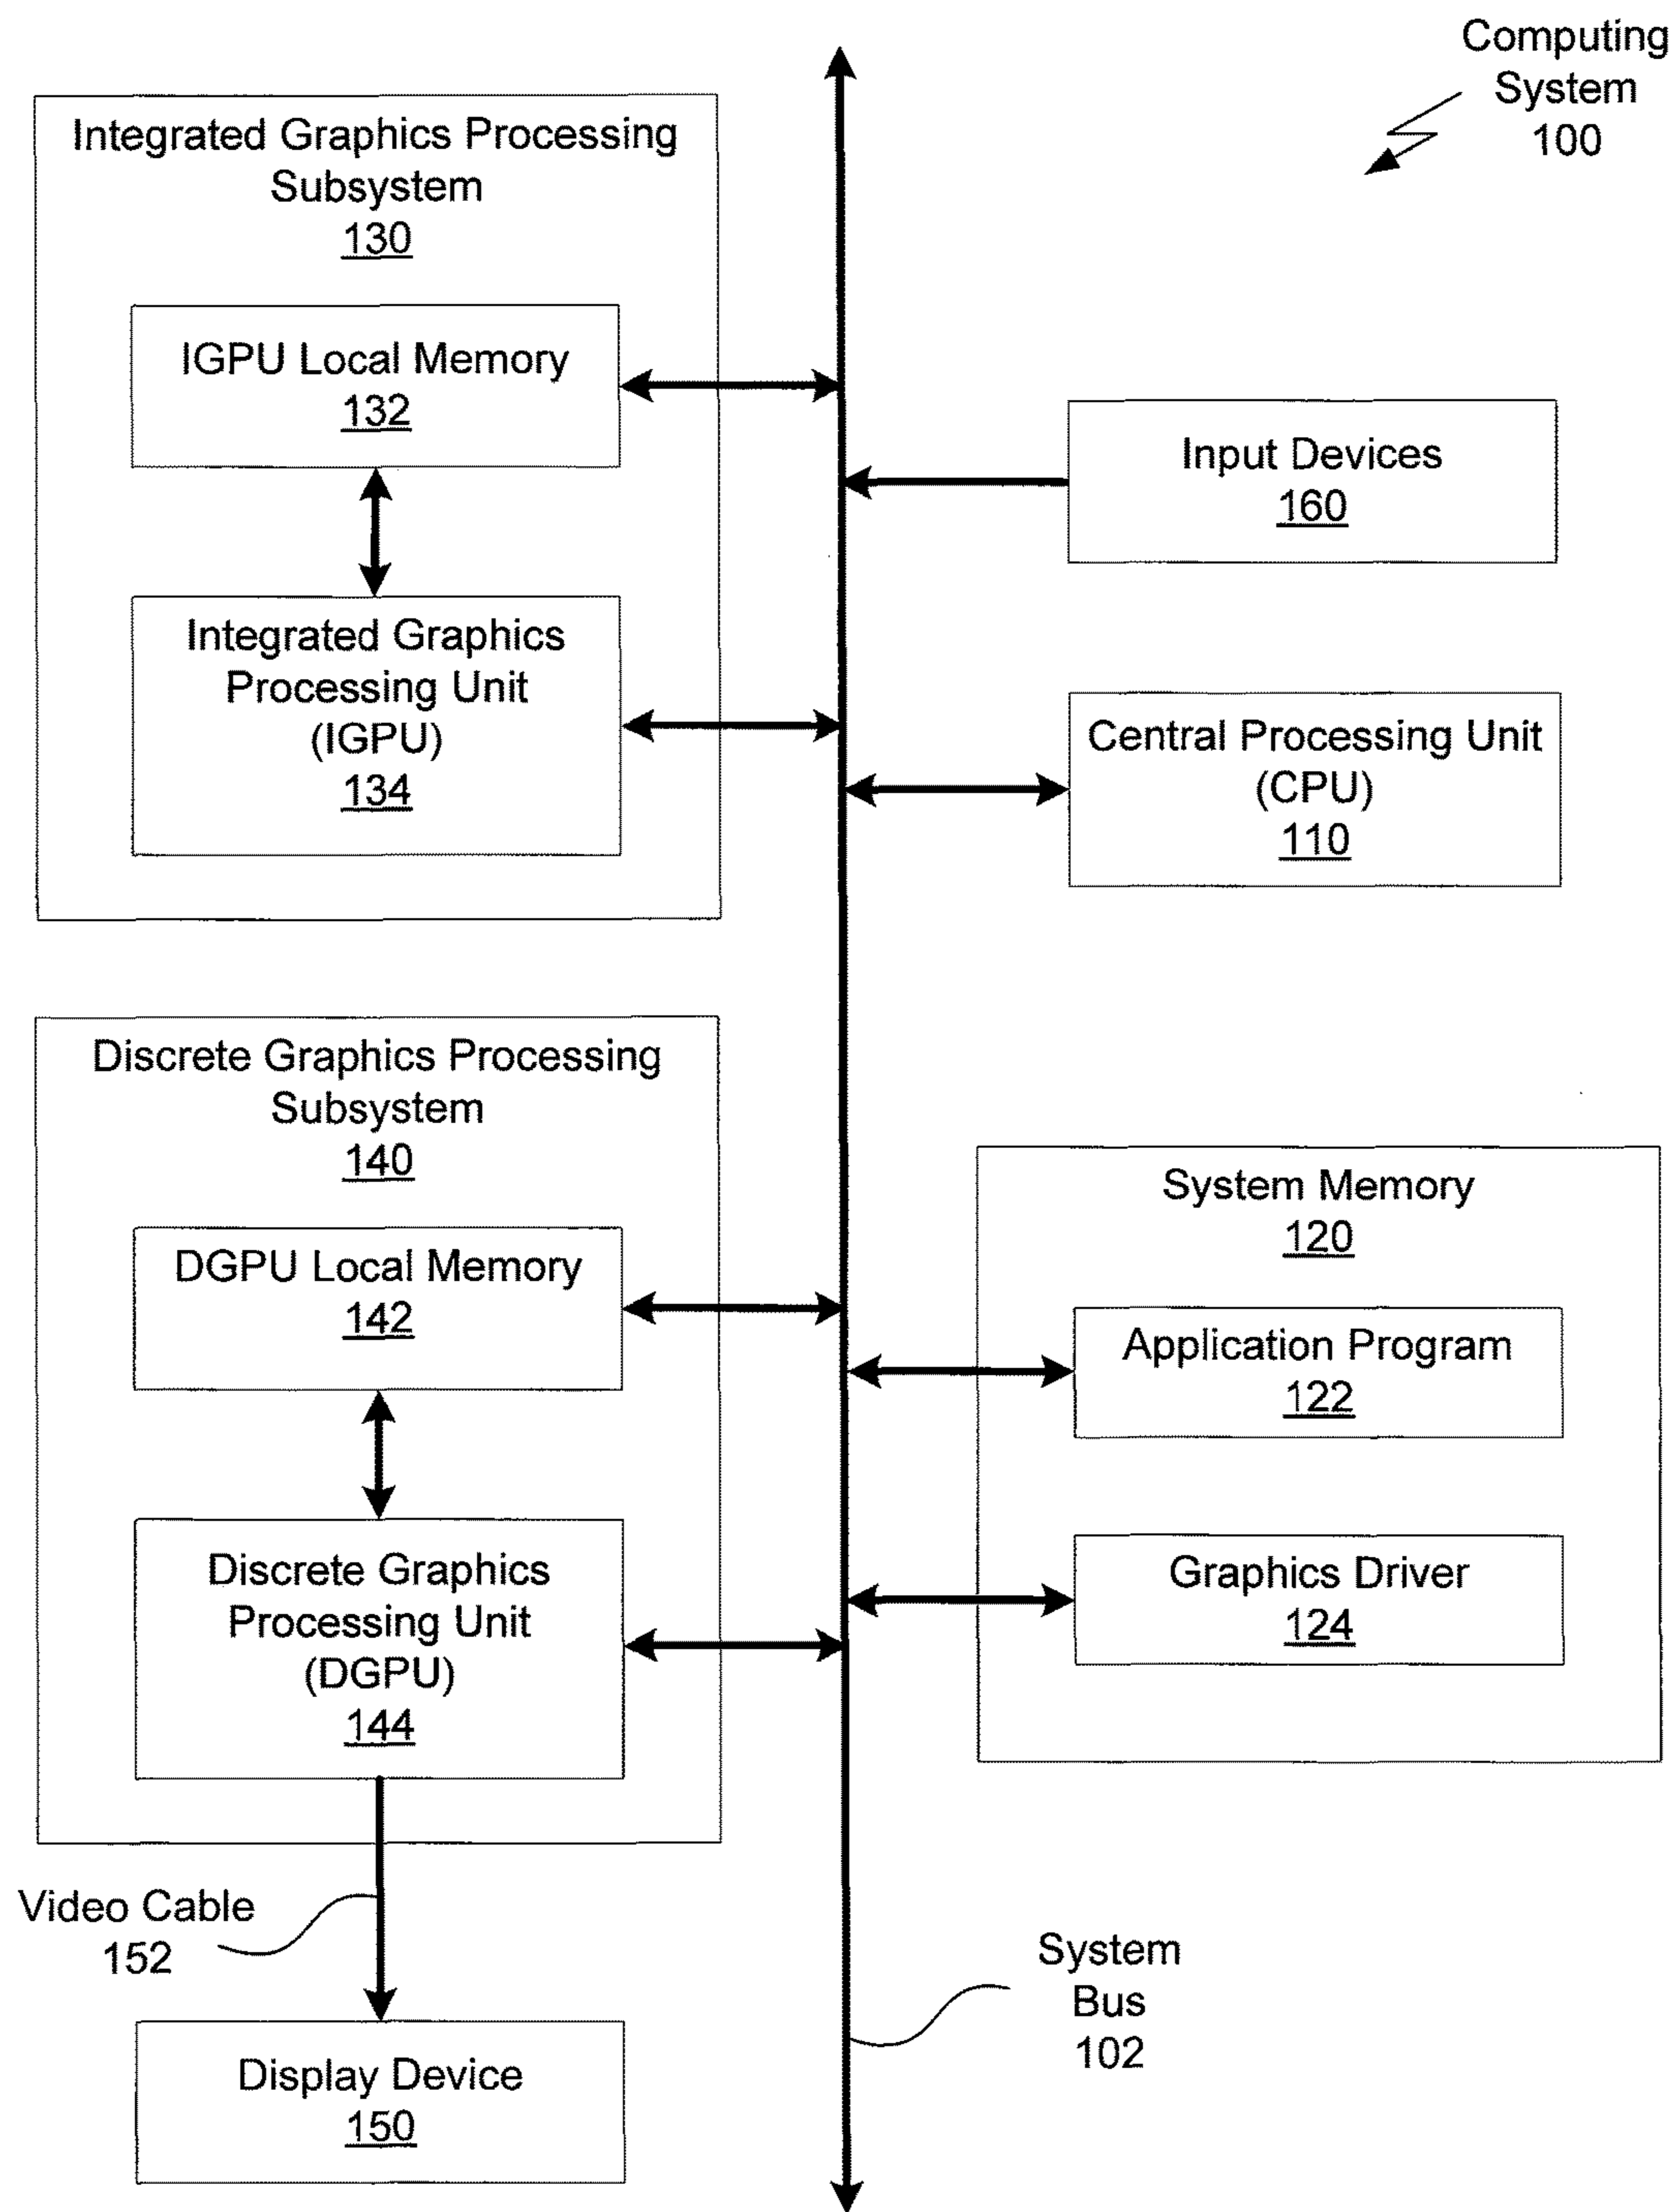 Computing
System
100
Integrated Graphics Processing
Subsystem
130
IGPU Local Memory
132
Integrated Graphics
Processing Unit
(IGPU)
134
Input Devices
160
Central Processing Unit
(CPU)
110
Discrete Graphics Processing
Subsystem
140
DGPU Local Memory
142
Discrete Graphics
Processing Unit
(DGPU)
144
System Memory
120
Application Program
122
Graphics Driver
124
Video Cable
152
System
Bus
102
Display Device
150